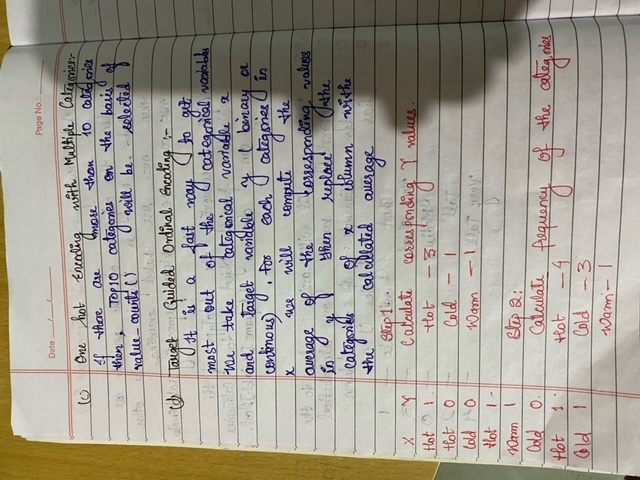 Date ___/___/___
Page No.:
(c) One hot Encoding with Multiple Categories:-
If there are more than 10 categories
then, Top10 categories on the basis of
value_counts() will be selected
(d) Target Guided Ordinal Encoding :-
It is a fast way to get
most out of the categorical variables
We take categorical variable x
and target variable y (binary or
continous). For each categories in
x we will compute the
average of the corresponding values
in y then replace the
categories of x column withe
the calculated average
Step 1:
X Y Calculate corresponding Y values.
Hot 1 Hot - 3
Hot 0 Cold - 1
Cold 0 Warm - 1
Hot 1
Warm 1 Step 2:
Cold 0 Calculate frequency of the categories
Hot 1 Hot - 4
Cold 1 Cold - 3
Warm - 1